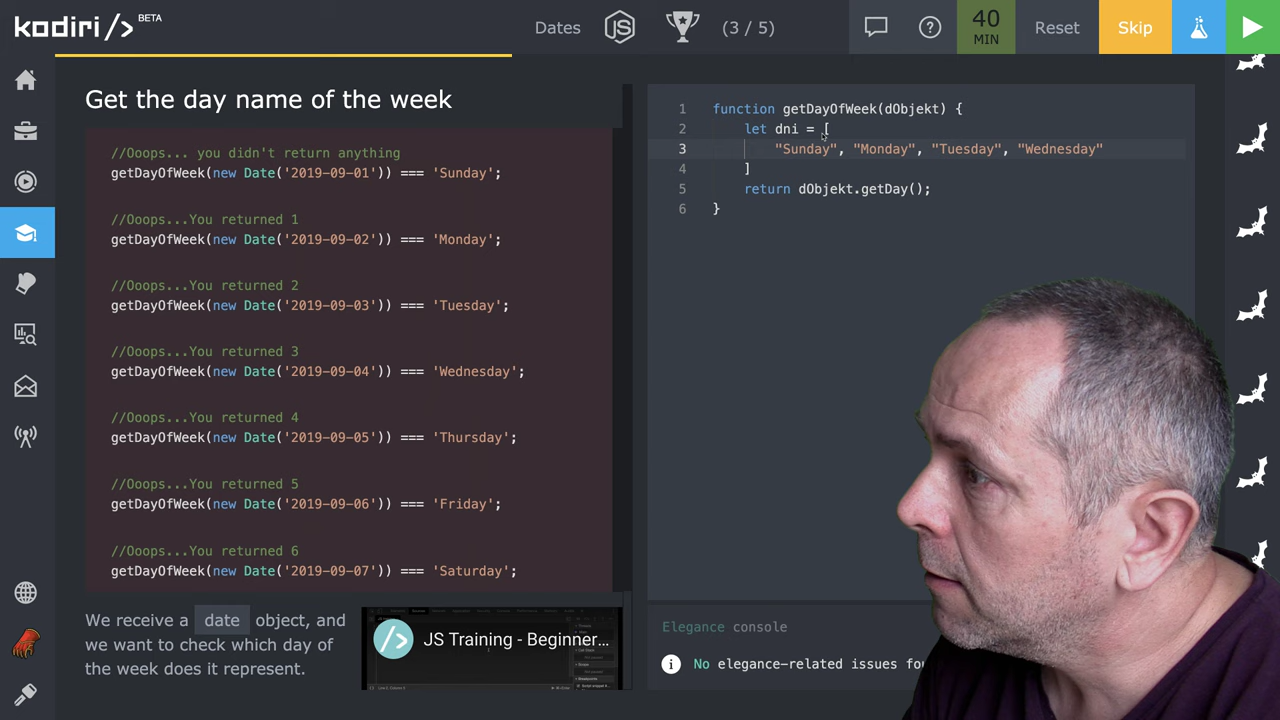 kodiri/> BETA
Dates
JS
(3 / 5)
40
MIN
Reset
Skip
Get the day name of the week
//Ooops... you didn't return anything
getDayOfWeek(new Date('2019-09-01')) === 'Sunday';
//Ooops...You returned 1
getDayOfWeek(new Date('2019-09-02')) === 'Monday';
//Ooops...You returned 2
getDayOfWeek(new Date('2019-09-03')) === 'Tuesday';
//Ooops...You returned 3
getDayOfWeek(new Date('2019-09-04')) === 'Wednesday';
//Ooops...You returned 4
getDayOfWeek(new Date('2019-09-05')) === 'Thursday';
//Ooops...You returned 5
getDayOfWeek(new Date('2019-09-06')) === 'Friday';
//Ooops...You returned 6
getDayOfWeek(new Date('2019-09-07')) === 'Saturday';
We receive a date object, and
we want to check which day of
the week does it represent.
JS Training - Beginner...
1 function getDayOfWeek(dObjekt) {
2 let dni = [
3 "Sunday", "Monday", "Tuesday", "Wednesday"
4 ]
5 return dObjekt.getDay();
6 }
Elegance console
No elegance-related issues